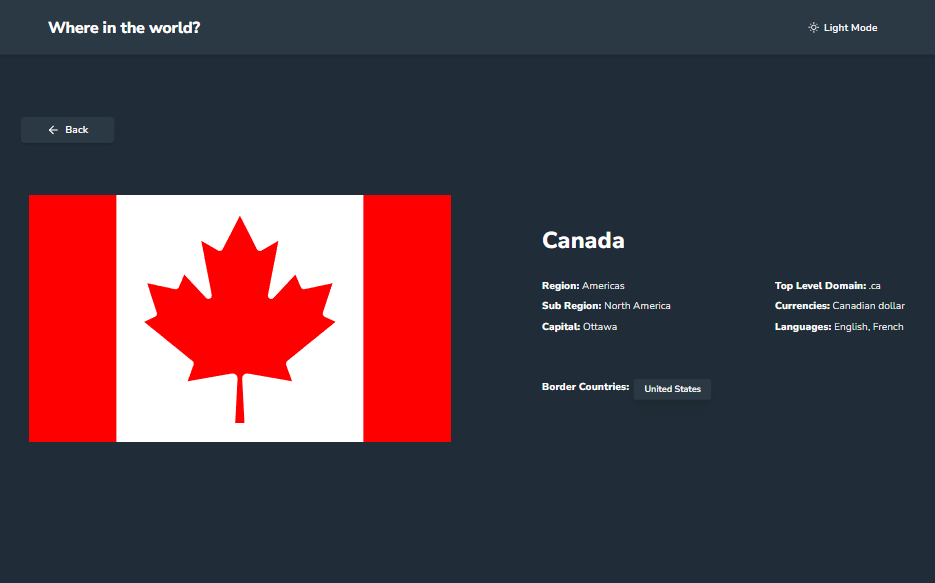 Where in the world?
Light Mode
Back
Canada
Region: Americas
Sub Region: North America
Capital: Ottawa
Top Level Domain: .ca
Currencies: Canadian dollar
Languages: English, French
Border Countries: United States